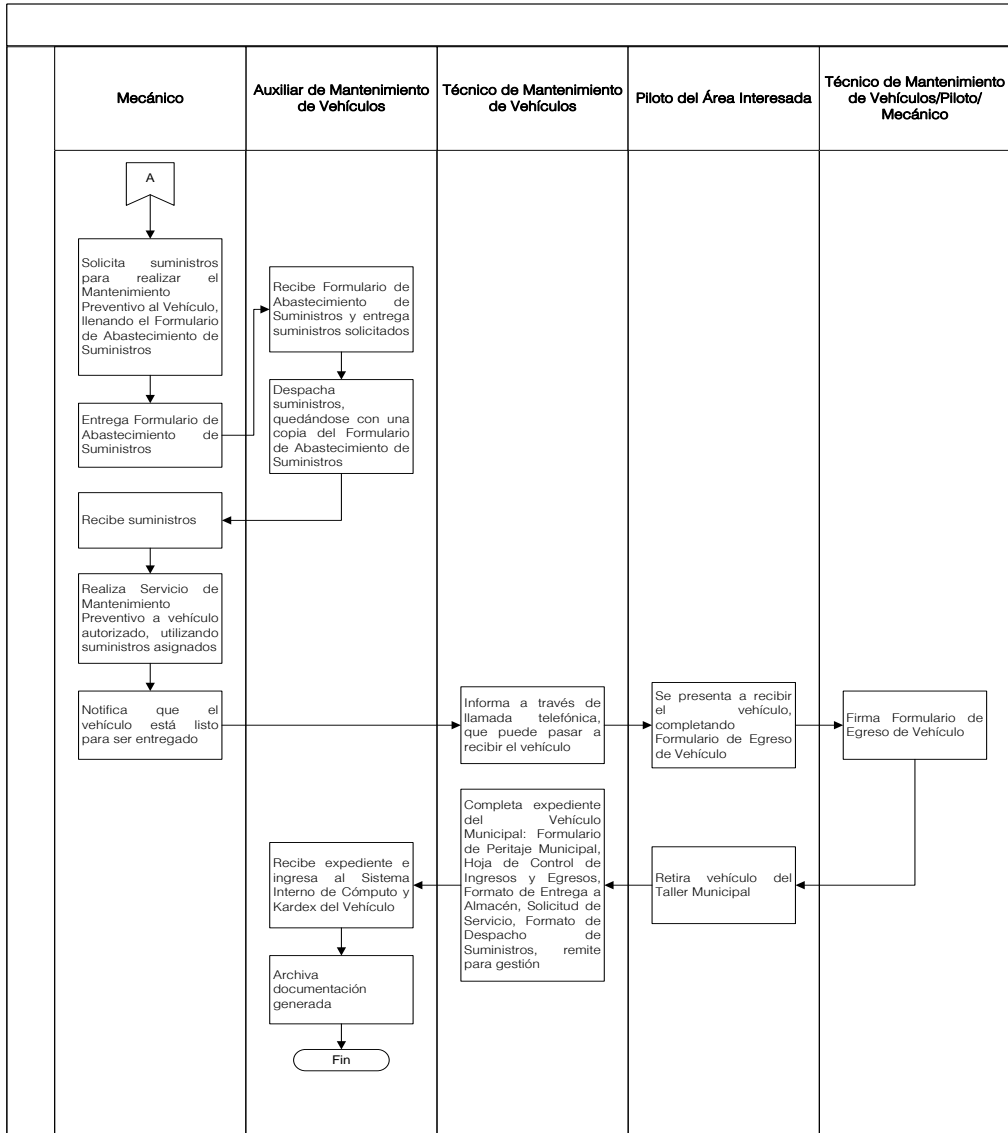 Mecánico
Auxiliar de Mantenimiento
de Vehículos
Técnico de Mantenimiento
de Vehículos
Piloto del Área Interesada
Técnico de Mantenimiento
de Vehículos/Piloto/
Mecánico
A
Solicita suministros
para realizar el
Mantenimiento
Preventivo al Vehículo,
llenando el Formulario
de Abastecimiento de
Suministros
Entrega Formulario de
Abastecimiento de
Suministros
Recibe Formulario de
Abastecimiento de
Suministros y entrega
suministros solicitados
Despacha
suministros,
quedándose con una
copia del Formulario
de Abastecimiento de
Suministros
Recibe suministros
Realiza Servicio de
Mantenimiento
Preventivo a vehículo
autorizado, utilizando
suministros asignados
Notifica que el
vehículo está listo
para ser entregado
Informa a través de
llamada telefónica,
que puede pasar a
recibir el vehículo
Se presenta a recibir
el vehículo,
completando
Formulario de Egreso
de Vehículo
Firma Formulario de
Egreso de Vehículo
Retira vehículo del
Taller Municipal
Completa expediente
del Vehículo
Municipal: Formulario
de Peritaje Municipal,
Hoja de Control de
Ingresos y Egresos,
Formato de Entrega a
Almacén, Solicitud de
Servicio, Formato de
Despacho de
Suministros, remite
para gestión
Recibe expediente e
ingresa al Sistema
Interno de Cómputo y
Kardex del Vehículo
Archiva
documentación
generada
Fin